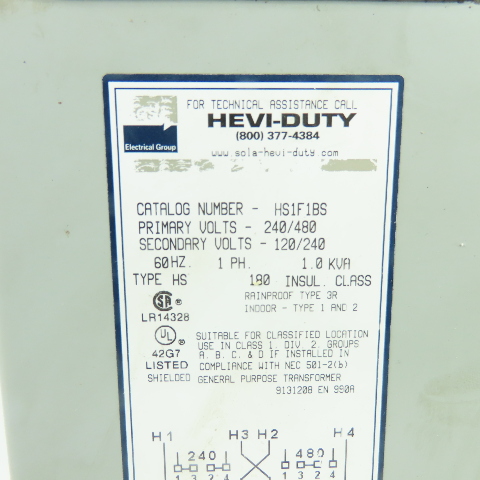 FOR TECHNICAL ASSISTANCE CALL
HEVI-DUTY
(800) 377-4384
Electrical Group
www.sola-hevi-duty.com
CATALOG NUMBER - HS1F1BS
PRIMARY VOLTS - 240/480
SECONDARY VOLTS - 120/240
60HZ. 1 PH. 1.0 KVA
TYPE HS 180 INSUL. CLASS
RAINPROOF TYPE 3R
INDOOR - TYPE 1 AND 2
SA
LR14328
UL
42G7
LISTED
SUITABLE FOR CLASSIFIED LOCATION
USE IN CLASS 1. DIV. 2. GROUPS
A. B. C. & D IF INSTALLED IN
COMPLIANCE WITH NEC 501-2(b)
SHIELDED GENERAL PURPOSE TRANSFORMER
9131208 EN 990A
H1 H3 H2 H4
240 480
1 3 2 4 1 3 2 4